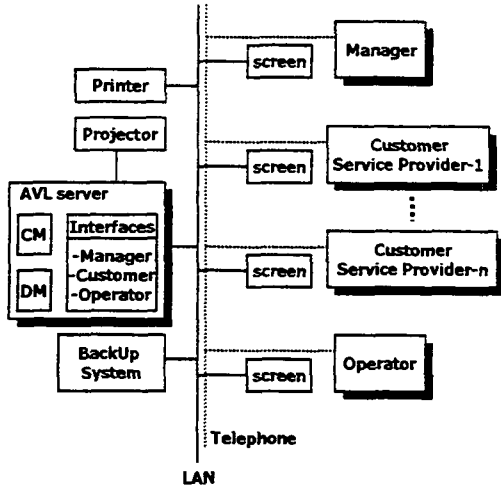 Manager
screen
Printer
Projector
Customer
Service Provider-1
screen
AVL server
CM
Interfaces
-Manager
-Customer
-Operator
DM
Customer
Service Provider-n
screen
BackUp
System
Operator
screen
Telephone
LAN